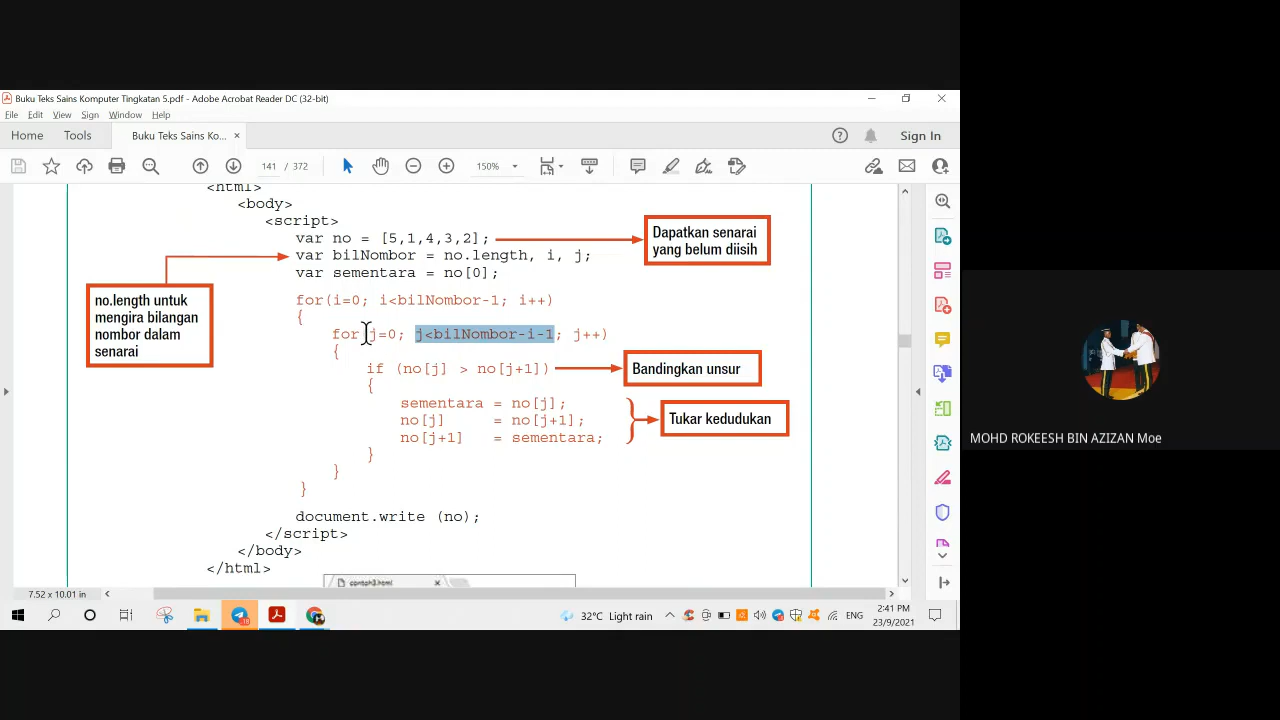 Buku Teks Sains Komputer Tingkatan 5.pdf - Adobe Acrobat Reader DC (32-bit)
File Edit View Sign Window Help
Home Tools Buku Teks Sains Ko... × Sign In
141 / 372 150%
<html>
<body>
<script>
var no = [5,1,4,3,2];
var bilNombor = no.length, i, j;
var sementara = no[0];
Dapatkan senarai
yang belum diisih
no.length untuk
mengira bilangan
nombor dalam
senarai
for(i=0; i<bilNombor-1; i++)
{
for j=0; j<bilNombor-i-1; j++)
{
if (no[j] > no[j+1])
Bandingkan unsur
{
sementara = no[j];
no[j] = no[j+1];
no[j+1] = sementara;
Tukar kedudukan
}
}
}
document.write (no);
</script>
</body>
</html>
contoh3.html
7.52 x 10.01 in
32°C Light rain ENG 2:41 PM
23/9/2021
MOHD ROKEESH BIN AZIZAN Moe